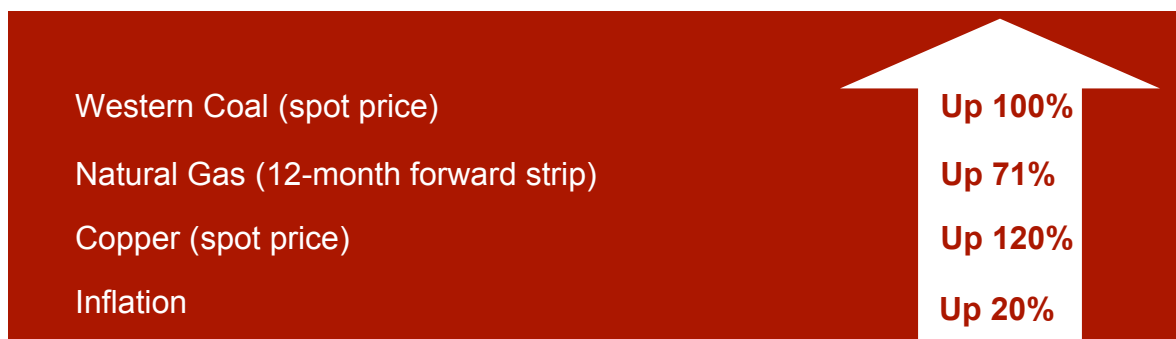 Western Coal (spot price) Up 100%
Natural Gas (12-month forward strip) Up 71%
Copper (spot price) Up 120%
Inflation Up 20%